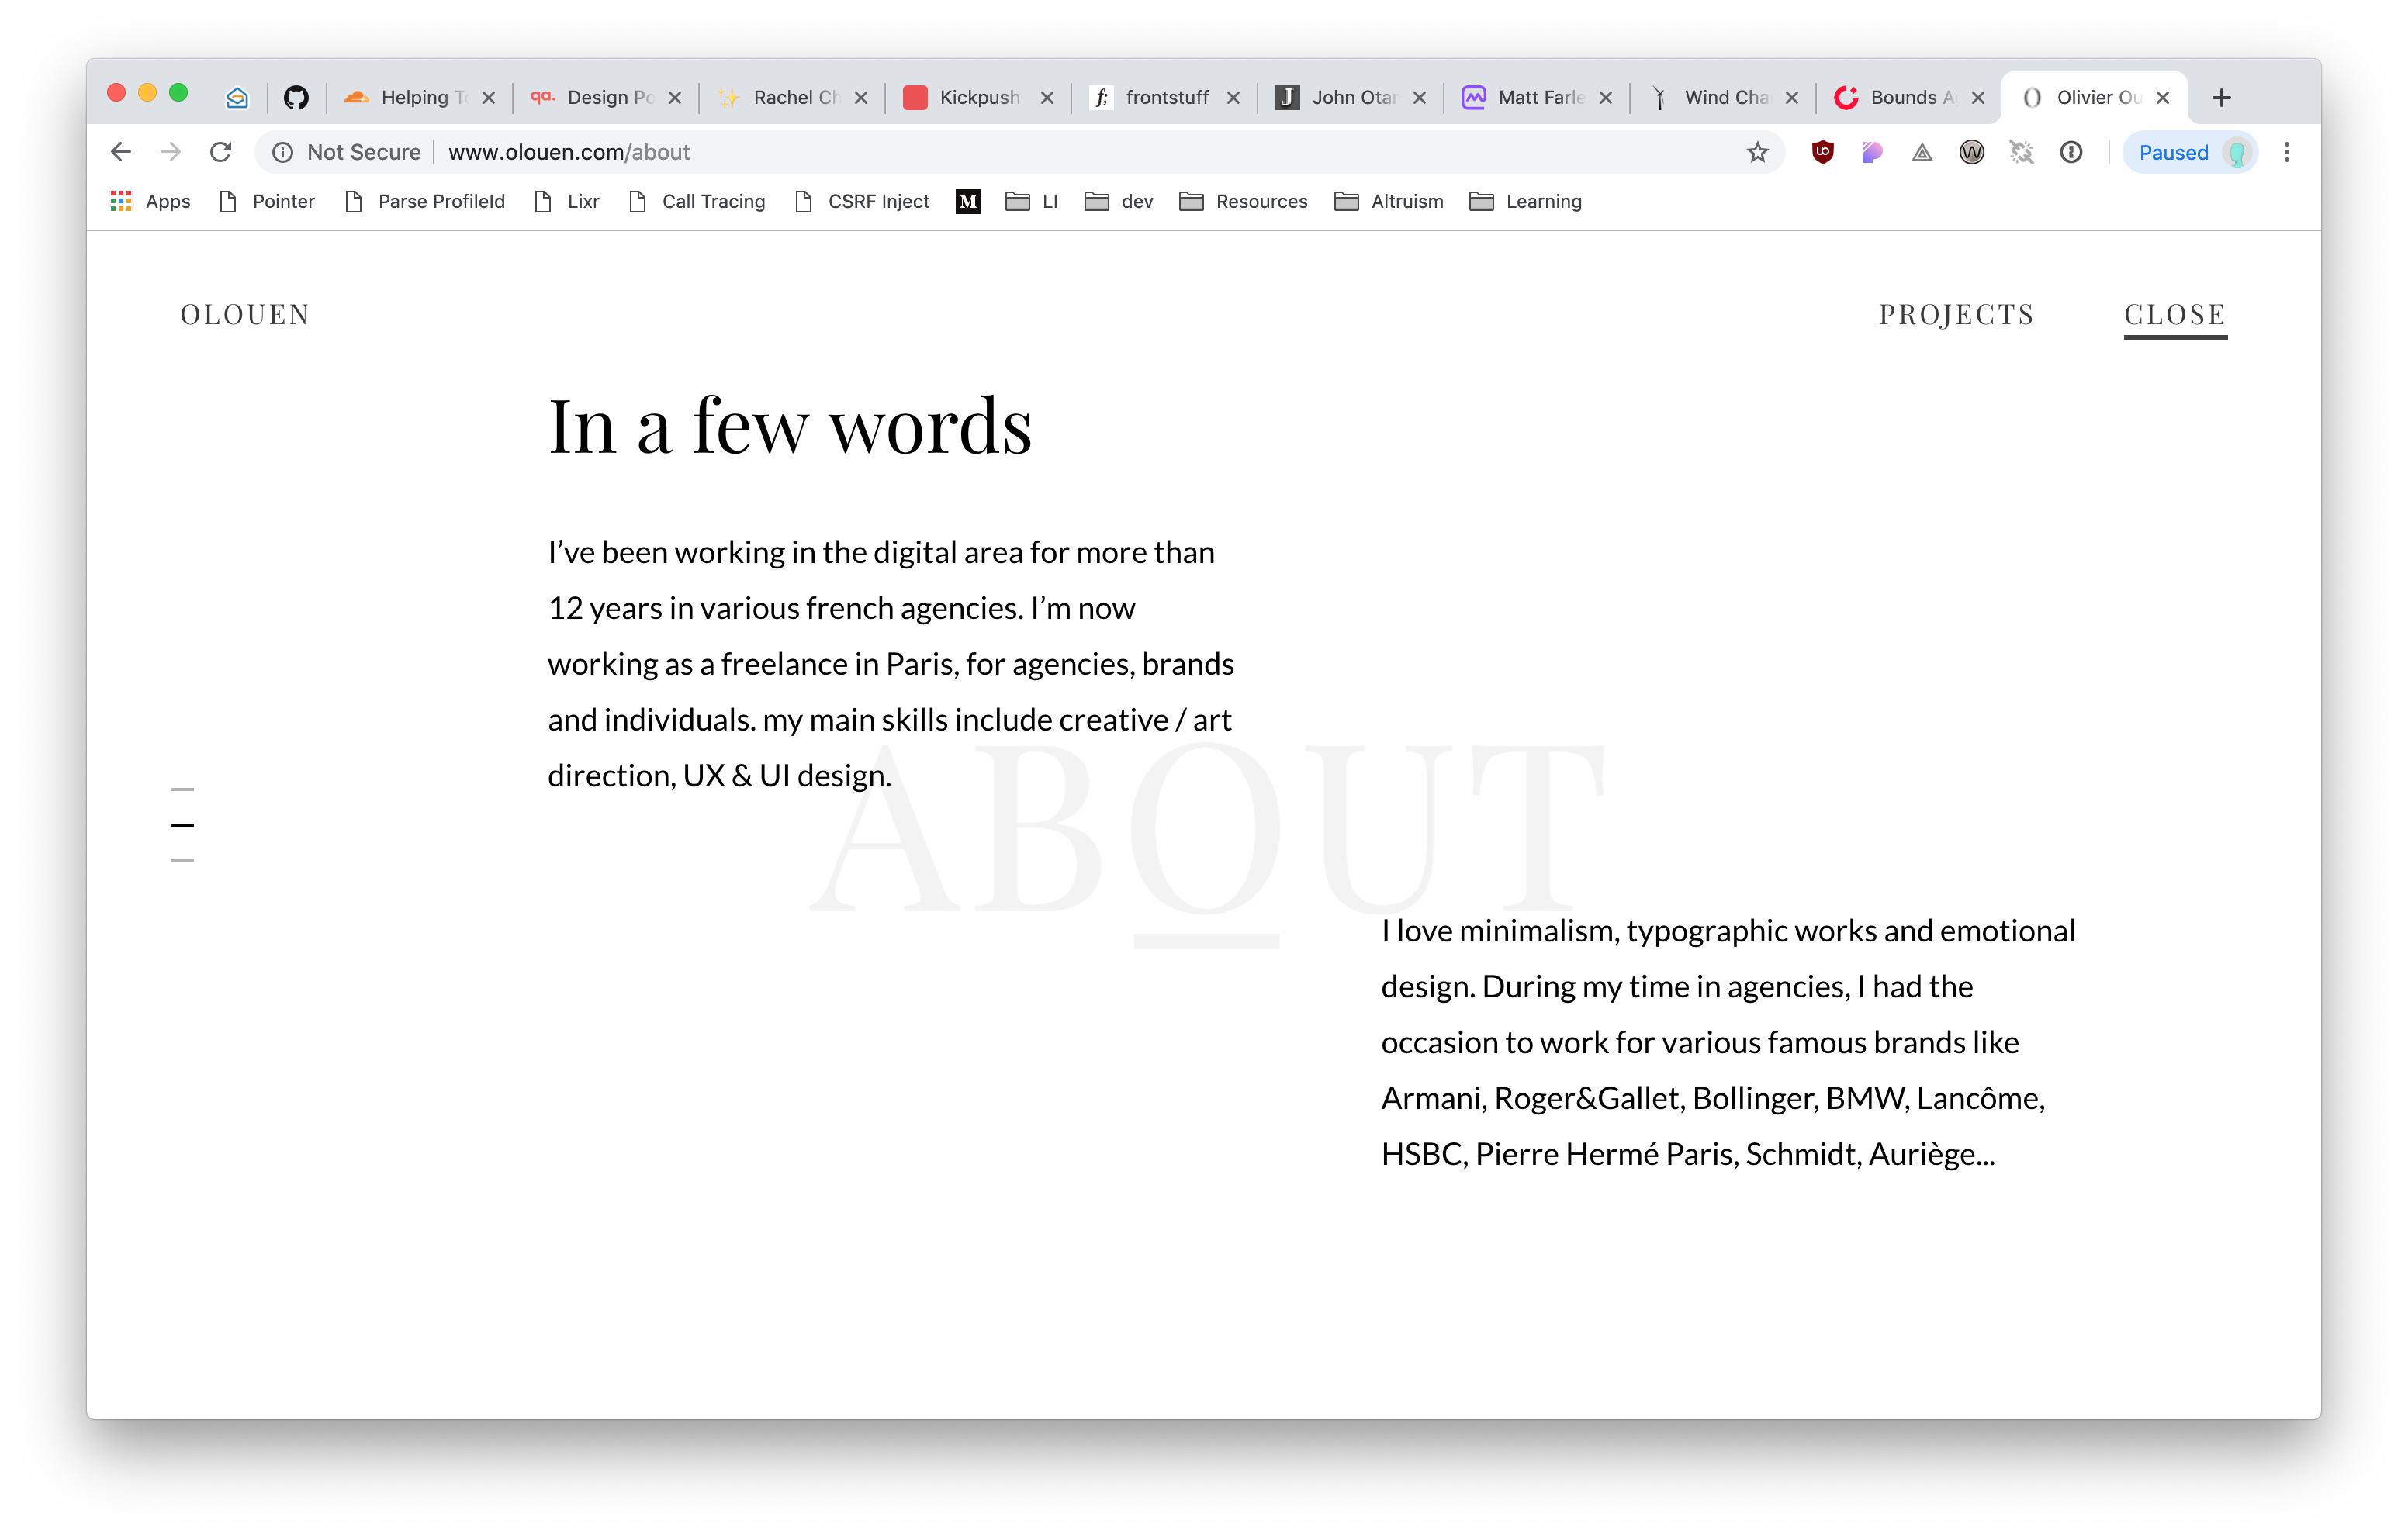 Helping To
qa. Design Po
Rachel Ch
Kickpush
f; frontstuff
J John Otan
Matt Farle
Wind Cha
Bounds A
Olivier Ou
Not Secure www.olouen.com/about
Paused
Apps Pointer Parse ProfileId Lixr Call Tracing CSRF Inject M LI dev Resources Altruism Learning
OLOUEN
PROJECTS
CLOSE
In a few words
I’ve been working in the digital area for more than
12 years in various french agencies. I’m now
working as a freelance in Paris, for agencies, brands
and individuals. my main skills include creative / art
direction, UX & UI design.
ABOUT
I love minimalism, typographic works and emotional
design. During my time in agencies, I had the
occasion to work for various famous brands like
Armani, Roger&Gallet, Bollinger, BMW, Lancôme,
HSBC, Pierre Hermé Paris, Schmidt, Auriège...